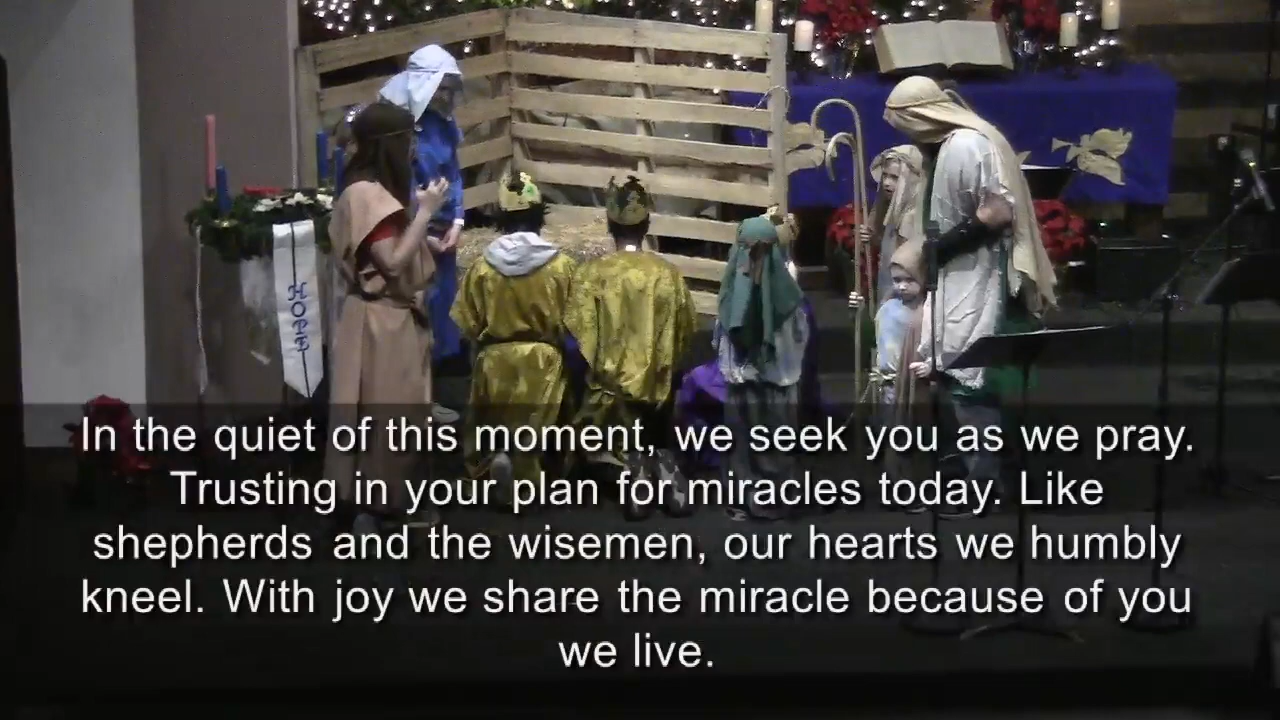 In the quiet of this moment, we seek you as we pray.
Trusting in your plan for miracles today. Like
shepherds and the wisemen, our hearts we humbly
kneel. With joy we share the miracle because of you
we live.